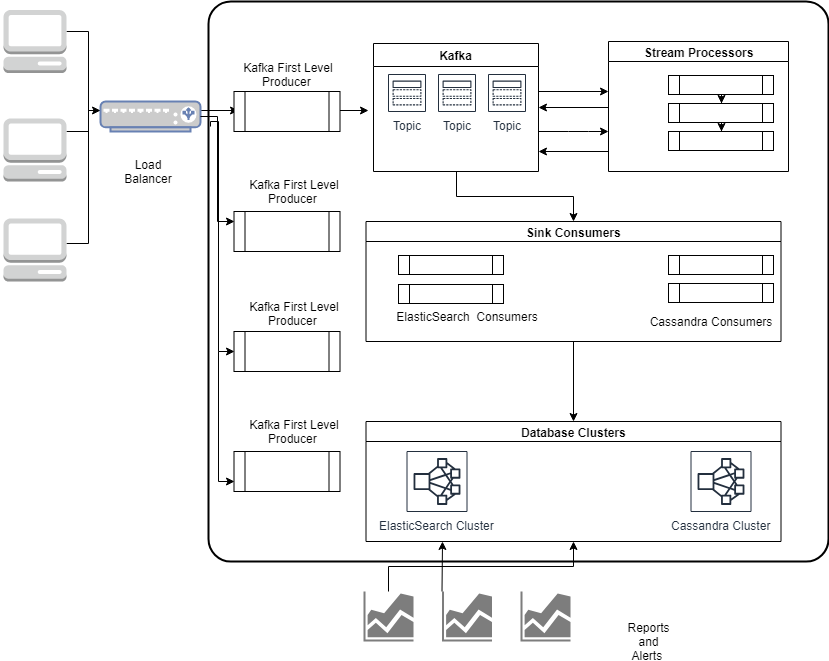 Kafka First Level
Producer
Kafka
Stream Processors
Topic
Topic
Topic
Load
Balancer
Kafka First Level
Producer
Sink Consumers
ElasticSearch  Consumers
Cassandra Consumers
Kafka First Level
Producer
Kafka First Level
Producer
Database Clusters
ElasticSearch Cluster
Cassandra Cluster
Reports
and
Alerts